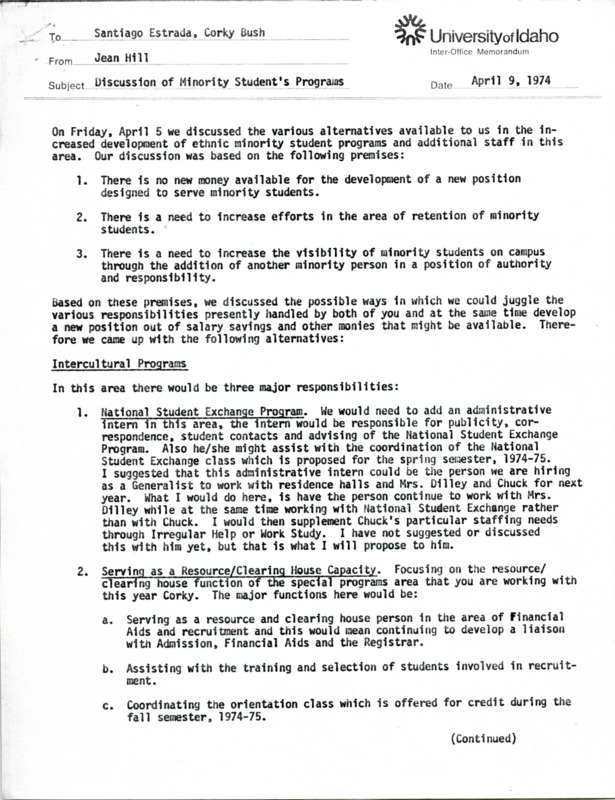 To Santiago Estrada, Corky Bush
University of Idaho
Inter-Office Memorandum
From Jean Hill
Subject Discussion of Minority Student's Programs
Date April 9, 1974
On Friday, April 5 we discussed the various alternatives available to us in the in-
creased development of ethnic minority student programs and additional staff in this
area. Our discussion was based on the following premises:
1. There is no new money available for the development of a new position
designed to serve minority students.
2. There is a need to increase efforts in the area of retention of minority
students.
3. There is a need to increase the visibility of minority students on campus
through the addition of another minority person in a position of authority
and responsibility.
Based on these premises, we discussed the possible ways in which we could juggle the
various responsibilities presently handled by both of you and at the same time develop
a new position out of salary savings and other monies that might be available. There-
fore we came up with the following alternatives:
Intercultural Programs
In this area there would be three major responsibilities:
1. National Student Exchange Program. We would need to add an administrative
intern in this area, the intern would be responsible for publicity, cor-
respondence, student contacts and advising of the National Student Exchange
Program. Also he/she might assist with the coordination of the National
Student Exchange class which is proposed for the spring semester, 1974-75.
I suggested that this administrative intern could be the person we are hiring
as a Generalist to work with residence halls and Mrs. Dilley and Chuck for next
year. What I would do here, is have the person continue to work with Mrs.
Dilley while at the same time working with National Student Exchange rather
than with Chuck. I would then supplement Chuck's particular staffing needs
through Irregular Help or Work Study. I have not suggested or discussed
this with him yet, but that is what I will propose to him.
2. Serving as a Resource/Clearing House Capacity. Focusing on the resource/
clearing house function of the special programs area that you are working with
this year Corky. The major functions here would be:
a. Serving as a resource and clearing house person in the area of Financial
Aids and recruitment and this would mean continuing to develop a liaison
with Admission, Financial Aids and the Registrar.
b. Assisting with the training and selection of students involved in recruit-
ment.
c. Coordinating the orientation class which is offered for credit during the
fall semester, 1974-75.
(Continued)